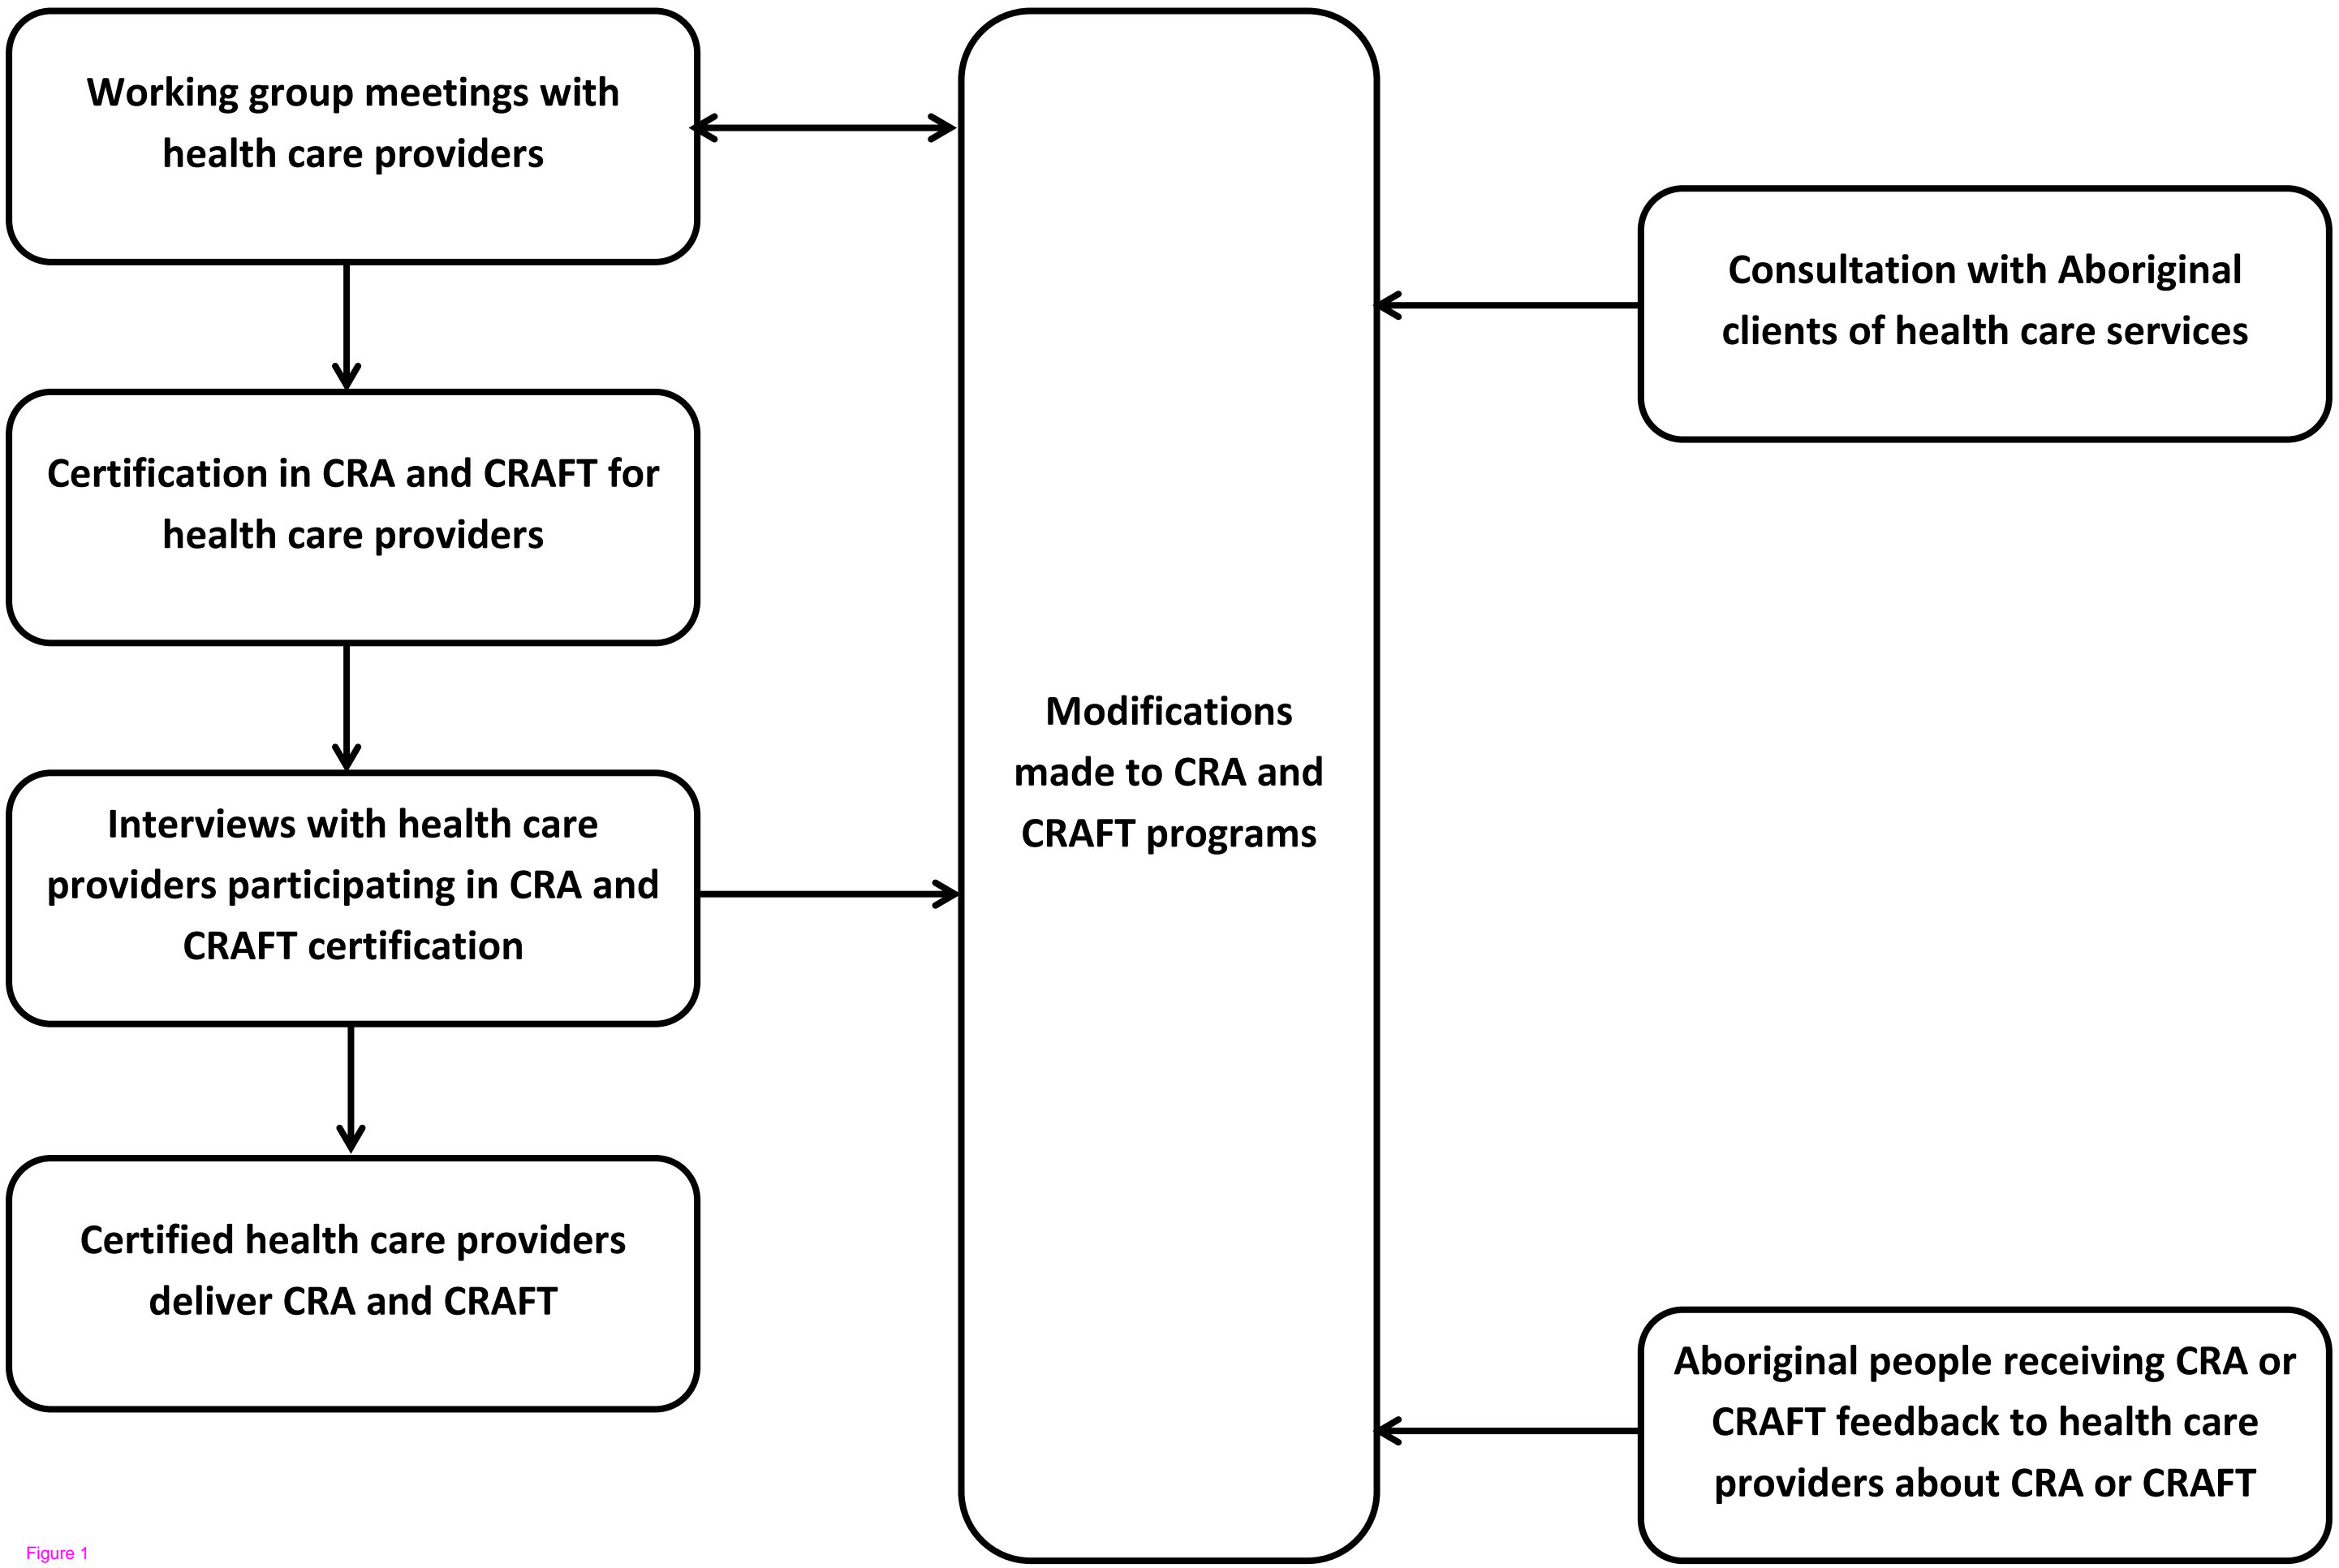 Working group meetings with
health care providers
Certification in CRA and CRAFT for
health care providers
Interviews with health care
providers participating in CRA and
CRAFT certification
Certified health care providers
deliver CRA and CRAFT
Modifications
made to CRA and
CRAFT programs
Consultation with Aboriginal
clients of health care services
Aboriginal people receiving CRA or
CRAFT feedback to health care
providers about CRA or CRAFT
Figure 1